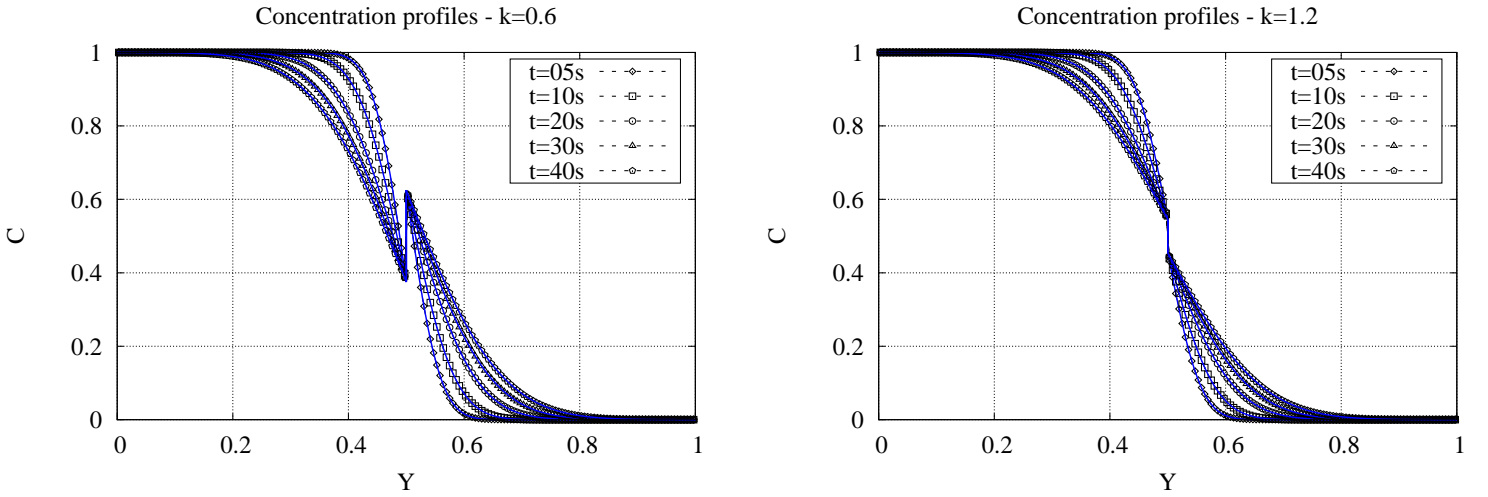 Concentration profiles - k=0.6
C
1
0.8
0.6
0.4
0.2
0
0 0.2 0.4 0.6 0.8 1
Y
t=05s
t=10s
t=20s
t=30s
t=40s
Concentration profiles - k=1.2
C
1
0.8
0.6
0.4
0.2
0
0 0.2 0.4 0.6 0.8 1
Y
t=05s
t=10s
t=20s
t=30s
t=40s